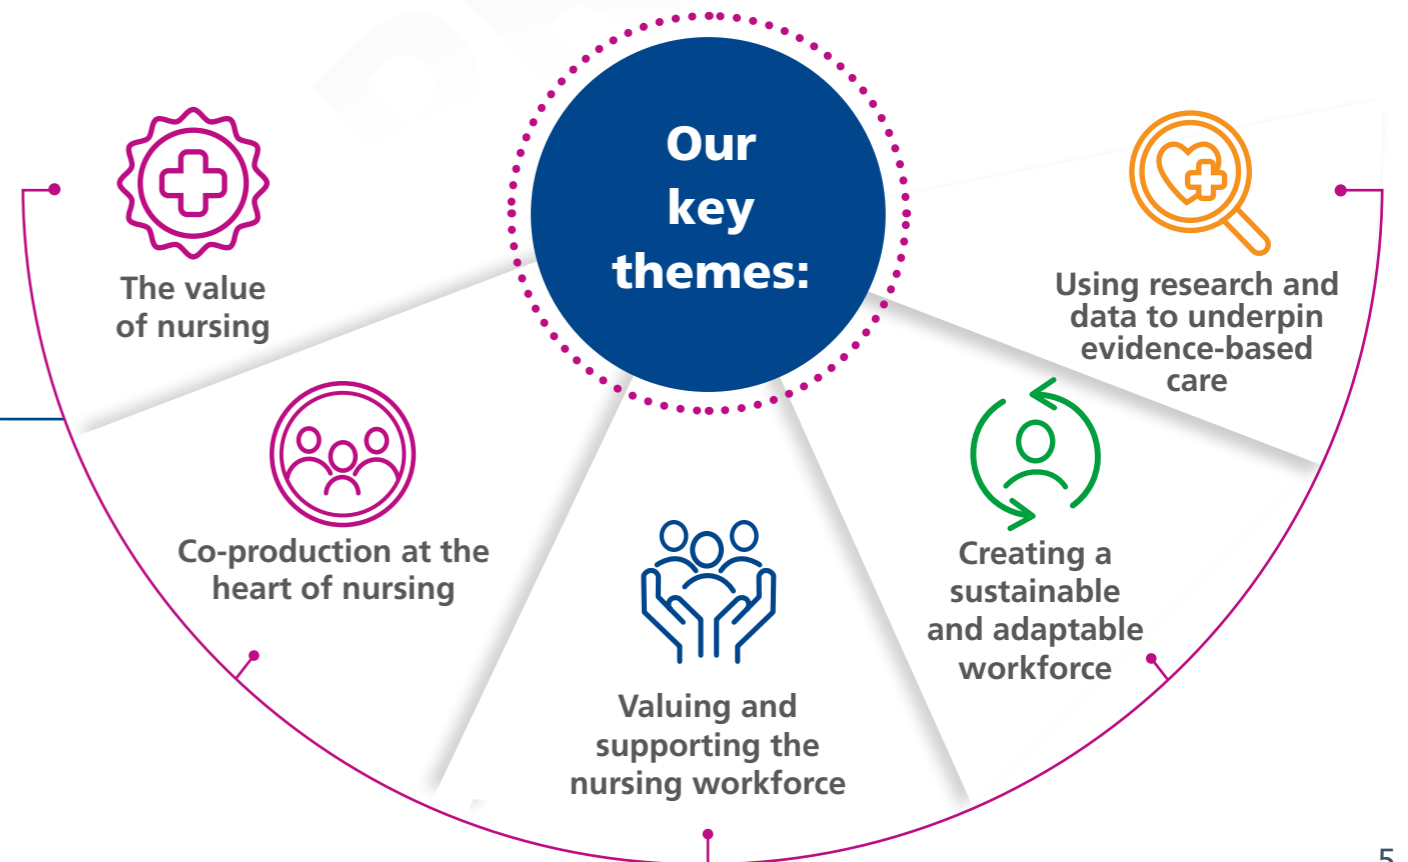 Our
key
themes:
The value
of nursing
Co-production at the
heart of nursing
Valuing and
supporting the
nursing workforce
Creating a
sustainable
and adaptable
workforce
Using research and
data to underpin
evidence-based
care
5